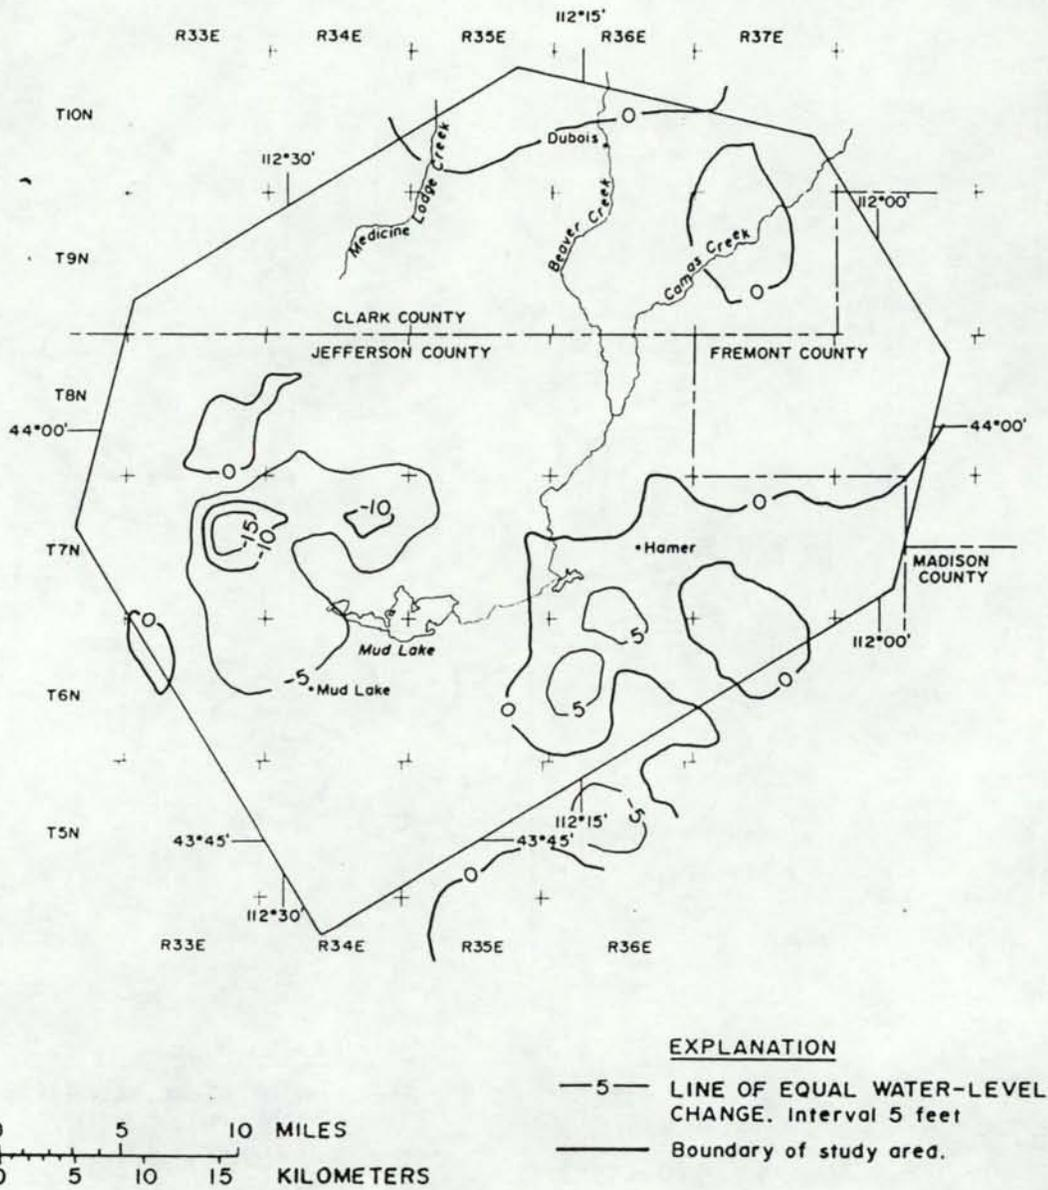 112°15'
R33E R34E R35E R36E R37E
T10N
Dubois
0
Medicine Lodge Creek
112°30'
112°00'
Beaver Creek
Camas Creek
T9N
0
CLARK COUNTY
JEFFERSON COUNTY
FREMONT COUNTY
T8N
44°00'
44°00'
0
0
-10
-15
-10
T7N
Hamer
MADISON
COUNTY
0
5
112°00'
Mud Lake
-5
Mud Lake
0
T6N
0
5
112°15'
-5
T5N
43°45'
43°45'
0
112°30'
R33E R34E R35E R36E
EXPLANATION
5 LINE OF EQUAL WATER-LEVEL
CHANGE. Interval 5 feet
Boundary of study area.
0 5 10 MILES
0 5 10 15 KILOMETERS